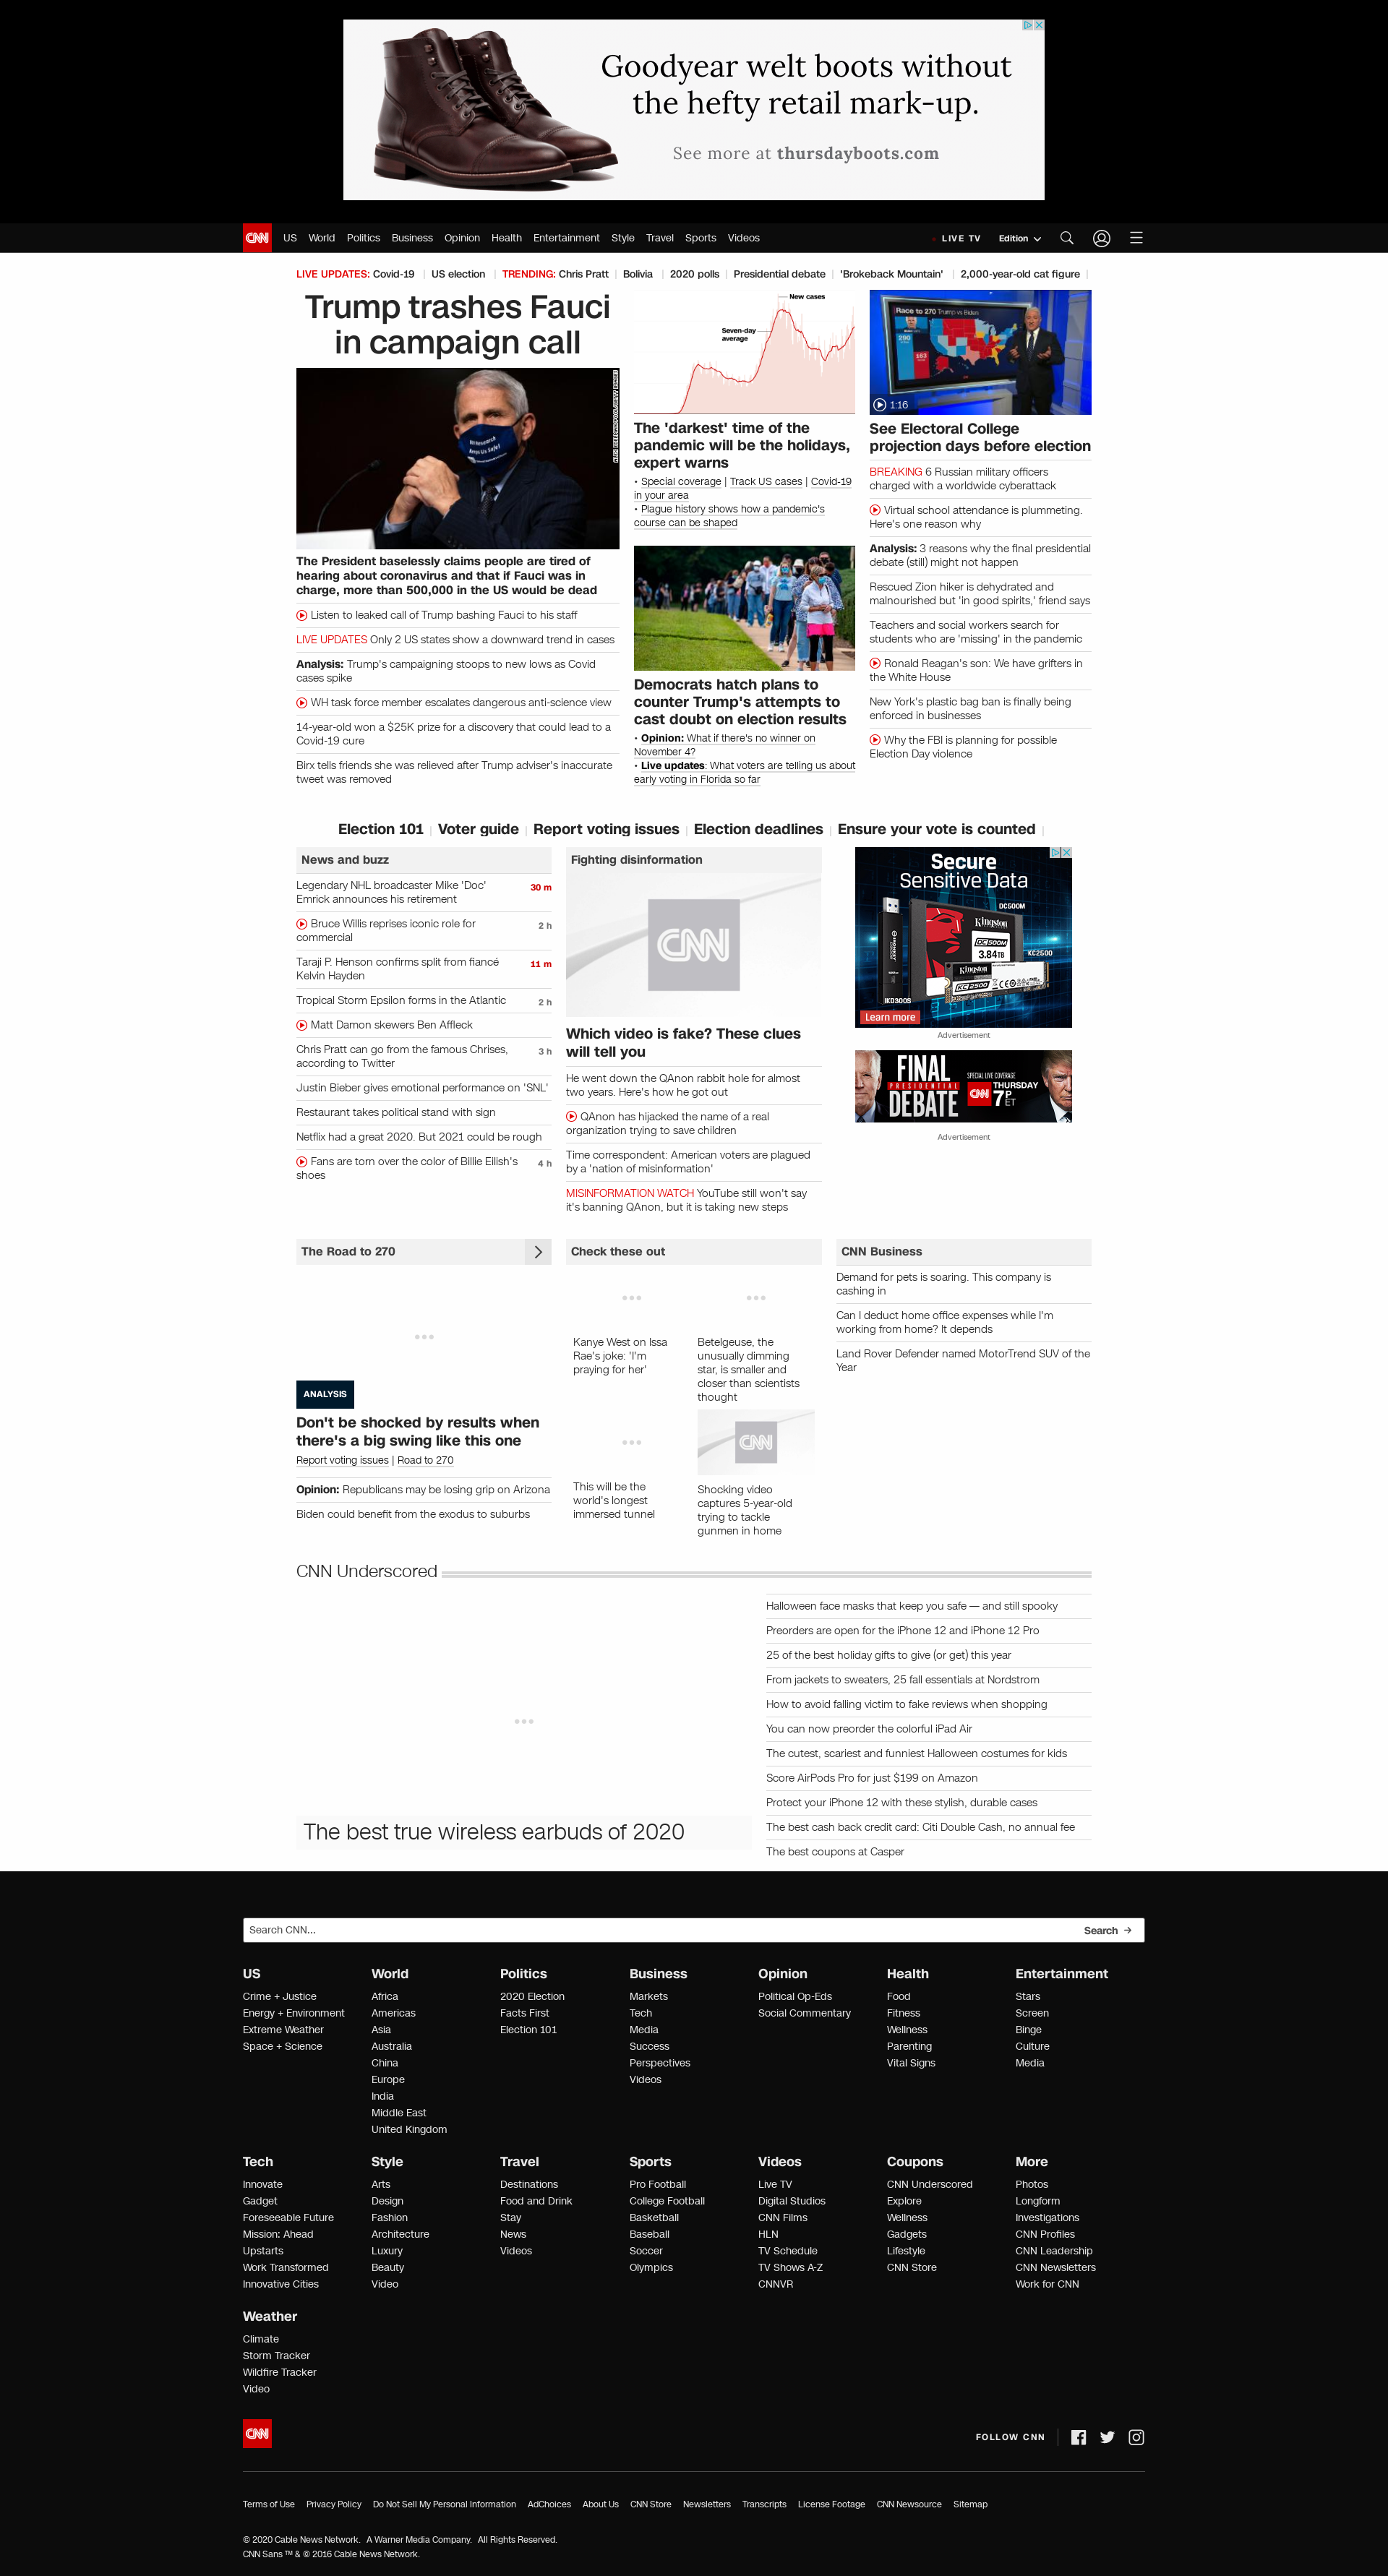 Goodyear welt boots without
the hefty retail mark-up.
See more at thursdayboots.com
CNN
US World Politics Business Opinion Health Entertainment Style Travel Sports Videos
LIVE TV Edition
LIVE UPDATES: Covid-19 | US election | TRENDING: Chris Pratt | Bolivia | 2020 polls | Presidential debate | 'Brokeback Mountain' | 2,000-year-old cat figure |
Trump trashes Fauci
in campaign call
The President baselessly claims people are tired of
hearing about coronavirus and that if Fauci was in
charge, more than 500,000 in the US would be dead
Listen to leaked call of Trump bashing Fauci to his staff
LIVE UPDATES Only 2 US states show a downward trend in cases
Analysis: Trump's campaigning stoops to new lows as Covid
cases spike
WH task force member escalates dangerous anti-science view
14-year-old won a $25K prize for a discovery that could lead to a
Covid-19 cure
Birx tells friends she was relieved after Trump adviser's inaccurate
tweet was removed
New cases
Seven-day
average
The 'darkest' time of the
pandemic will be the holidays,
expert warns
• Special coverage | Track US cases | Covid-19
in your area
• Plague history shows how a pandemic's
course can be shaped
Democrats hatch plans to
counter Trump's attempts to
cast doubt on election results
• Opinion: What if there's no winner on
November 4?
• Live updates: What voters are telling us about
early voting in Florida so far
Race to 270 Trump vs Biden
290
163
1:16
See Electoral College
projection days before election
BREAKING 6 Russian military officers
charged with a worldwide cyberattack
Virtual school attendance is plummeting.
Here's one reason why
Analysis: 3 reasons why the final presidential
debate (still) might not happen
Rescued Zion hiker is dehydrated and
malnourished but 'in good spirits,' friend says
Teachers and social workers search for
students who are 'missing' in the pandemic
Ronald Reagan's son: We have grifters in
the White House
New York's plastic bag ban is finally being
enforced in businesses
Why the FBI is planning for possible
Election Day violence
Election 101 | Voter guide | Report voting issues | Election deadlines | Ensure your vote is counted |
News and buzz
Legendary NHL broadcaster Mike 'Doc' 30 m
Emrick announces his retirement
Bruce Willis reprises iconic role for 2 h
commercial
Taraji P. Henson confirms split from fiancé 11 m
Kelvin Hayden
Tropical Storm Epsilon forms in the Atlantic 2 h
Matt Damon skewers Ben Affleck
Chris Pratt can go from the famous Chrises, 3 h
according to Twitter
Justin Bieber gives emotional performance on 'SNL'
Restaurant takes political stand with sign
Netflix had a great 2020. But 2021 could be rough
Fans are torn over the color of Billie Eilish's 4 h
shoes
Fighting disinformation
CNN
Which video is fake? These clues
will tell you
He went down the QAnon rabbit hole for almost
two years. Here's how he got out
QAnon has hijacked the name of a real
organization trying to save children
Time correspondent: American voters are plagued
by a 'nation of misinformation'
MISINFORMATION WATCH YouTube still won't say
it's banning QAnon, but it is taking new steps
Secure
Sensitive Data
DC500M
Kingston
DC500M
3.84TB
KC2500
Kingston
KC2500
IKD300S
Learn more
Advertisement
FINAL
PRESIDENTIAL
DEBATE
SPECIAL LIVE COVERAGE
CNN THURSDAY
7P ET
Advertisement
The Road to 270
ANALYSIS
Don't be shocked by results when
there's a big swing like this one
Report voting issues | Road to 270
Opinion: Republicans may be losing grip on Arizona
Biden could benefit from the exodus to suburbs
Check these out
Kanye West on Issa
Rae's joke: 'I'm
praying for her'
Betelgeuse, the
unusually dimming
star, is smaller and
closer than scientists
thought
This will be the
world's longest
immersed tunnel
CNN
Shocking video
captures 5-year-old
trying to tackle
gunmen in home
CNN Business
Demand for pets is soaring. This company is
cashing in
Can I deduct home office expenses while I'm
working from home? It depends
Land Rover Defender named MotorTrend SUV of the
Year
CNN Underscored
The best true wireless earbuds of 2020
Halloween face masks that keep you safe — and still spooky
Preorders are open for the iPhone 12 and iPhone 12 Pro
25 of the best holiday gifts to give (or get) this year
From jackets to sweaters, 25 fall essentials at Nordstrom
How to avoid falling victim to fake reviews when shopping
You can now preorder the colorful iPad Air
The cutest, scariest and funniest Halloween costumes for kids
Score AirPods Pro for just $199 on Amazon
Protect your iPhone 12 with these stylish, durable cases
The best cash back credit card: Citi Double Cash, no annual fee
The best coupons at Casper
Search CNN... Search →
US
Crime + Justice
Energy + Environment
Extreme Weather
Space + Science
World
Africa
Americas
Asia
Australia
China
Europe
India
Middle East
United Kingdom
Politics
2020 Election
Facts First
Election 101
Business
Markets
Tech
Media
Success
Perspectives
Videos
Opinion
Political Op-Eds
Social Commentary
Health
Food
Fitness
Wellness
Parenting
Vital Signs
Entertainment
Stars
Screen
Binge
Culture
Media
Tech
Innovate
Gadget
Foreseeable Future
Mission: Ahead
Upstarts
Work Transformed
Innovative Cities
Style
Arts
Design
Fashion
Architecture
Luxury
Beauty
Video
Travel
Destinations
Food and Drink
Stay
News
Videos
Sports
Pro Football
College Football
Basketball
Baseball
Soccer
Olympics
Videos
Live TV
Digital Studios
CNN Films
HLN
TV Schedule
TV Shows A-Z
CNNVR
Coupons
CNN Underscored
Explore
Wellness
Gadgets
Lifestyle
CNN Store
More
Photos
Longform
Investigations
CNN Profiles
CNN Leadership
CNN Newsletters
Work for CNN
Weather
Climate
Storm Tracker
Wildfire Tracker
Video
CNN
FOLLOW CNN
Terms of Use Privacy Policy Do Not Sell My Personal Information AdChoices About Us CNN Store Newsletters Transcripts License Footage CNN Newsource Sitemap
© 2020 Cable News Network. A Warner Media Company. All Rights Reserved.
CNN Sans ™ & © 2016 Cable News Network.